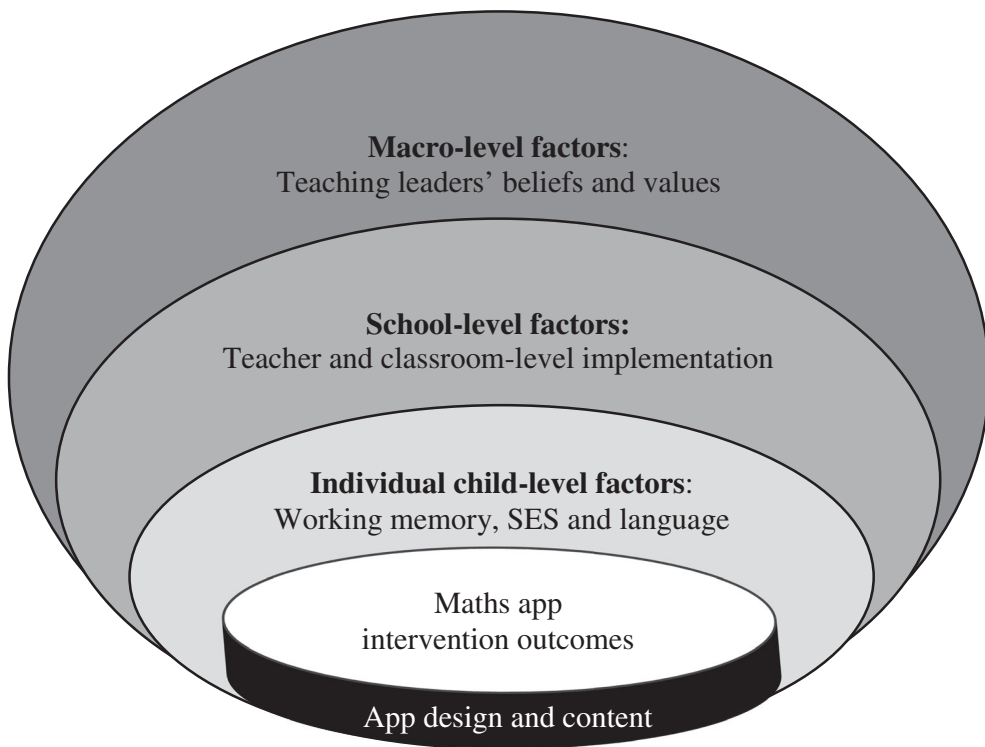 Macro-level factors:
Teaching leaders’ beliefs and values
School-level factors:
Teacher and classroom-level implementation
Individual child-level factors:
Working memory, SES and language
Maths app
intervention outcomes
App design and content